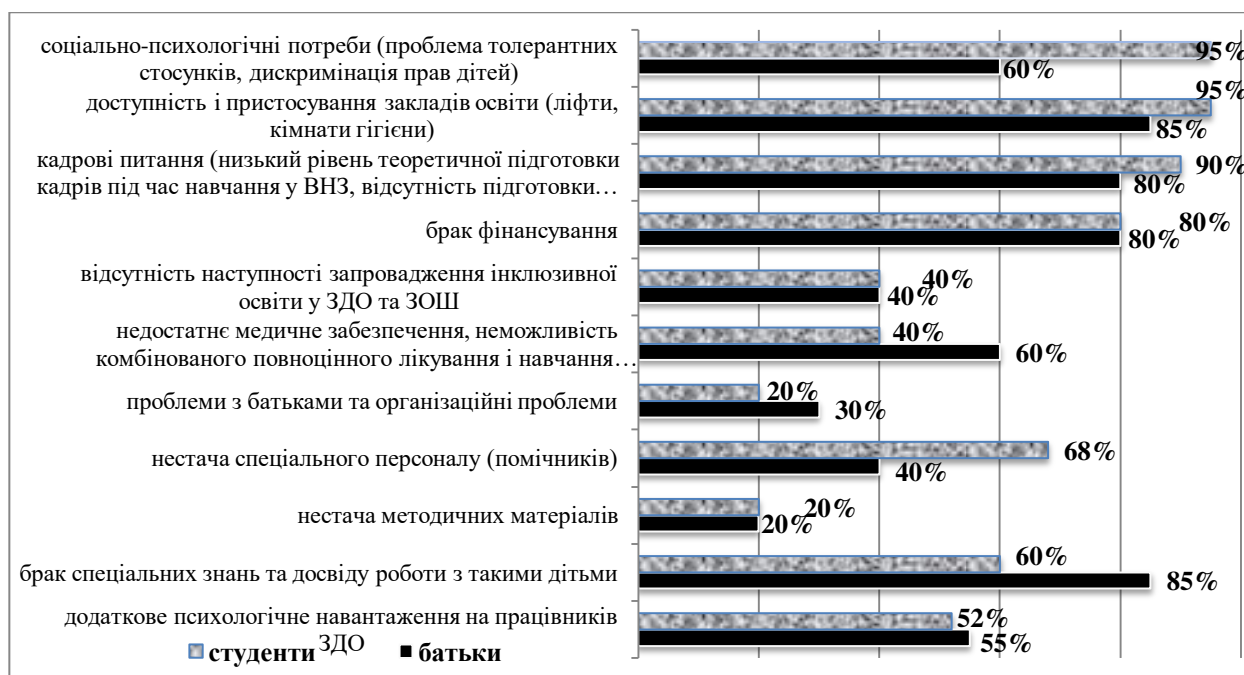 соціально-психологічні потреби (проблема толерантних
стосунків, дискримінація прав дітей)
95%
60%
доступність і пристосування закладів освіти (ліфти,
кімнати гігієни)
95%
85%
кадрові питання (низький рівень теоретичної підготовки
кадрів під час навчання у ВНЗ, відсутність підготовки…
90%
80%
брак фінансування
80%
80%
відсутність наступності запровадження інклюзивної
освіти у ЗДО та ЗОШ
40%
40%
недостатнє медичне забезпечення, неможливість
комбінованого повноцінного лікування і навчання…
40%
60%
проблеми з батьками та організаційні проблеми
20%
30%
нестача спеціального персоналу (помічників)
68%
40%
нестача методичних матеріалів
20%
20%
брак спеціальних знань та досвіду роботи з такими дітьми
60%
85%
додаткове психологічне навантаження на працівників
ЗДО
52%
55%
студенти батьки